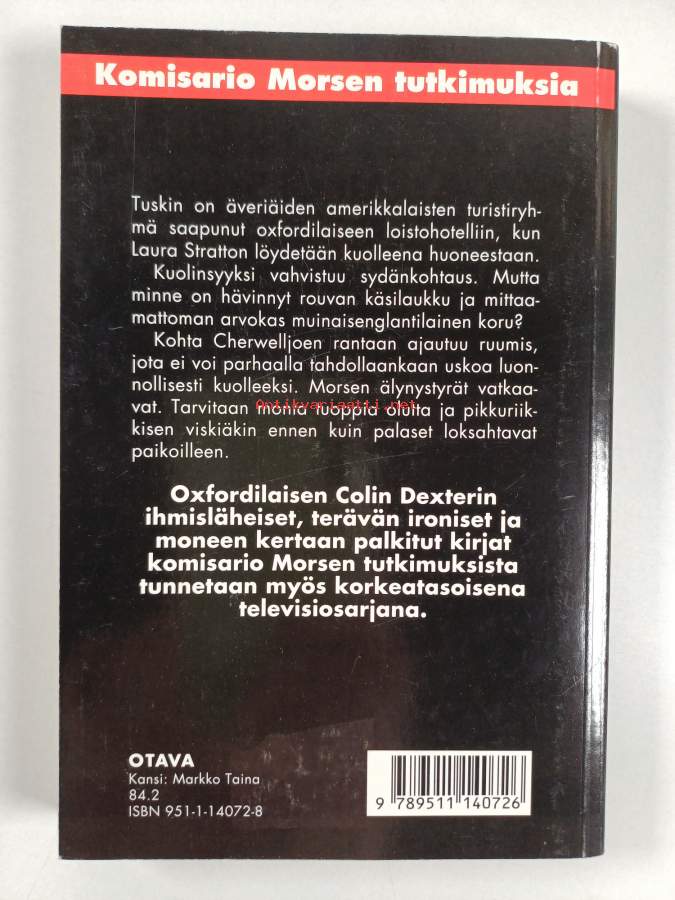 Komisario Morsen tutkimuksia
Tuskin on äveriäiden amerikkalaisten turistiryh-
mä saapunut oxfordilaiseen loistohotelliin, kun
Laura Stratton löydetään kuolleena huoneestaan.
Kuolinsyyksi vahvistuu sydänkohtaus. Mutta
minne on hävinnyt rouvan käsilaukku ja mittaa-
mattoman arvokas muinaisenglantilainen koru?
Kohta Cherwelljoen rantaan ajautuu ruumis,
jota ei voi parhaalla tahdollaankaan uskoa luon-
nollisesti kuolleeksi. Morsen älynystyrät vatkaa-
vat. Tarvitaan monia tuoppia olutta ja pikkuriik-
Antikvariaatti.net
kisen viskiäkin ennen kuin palaset loksahtavat
paikoilleen.
Oxfordilaisen Colin Dexterin
ihmisläheiset, terävän ironiset ja
moneen kertaan palkitut kirjat
komisario Morsen tutkimuksista
tunnetaan myös korkeatasoisena
televisiosarjana.
OTAVA
Kansi: Markko Taina
84.2
ISBN 951-1-14072-8
9 789511 140726